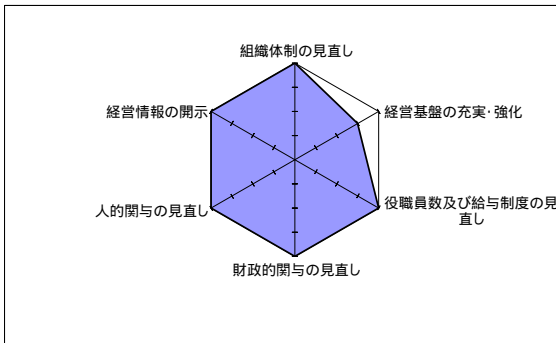 組織体制の見直し
経営情報の開示
経営基盤の充実・強化
人的関与の見直し
役職員数及び給与制度の見
直し
財政的関与の見直し